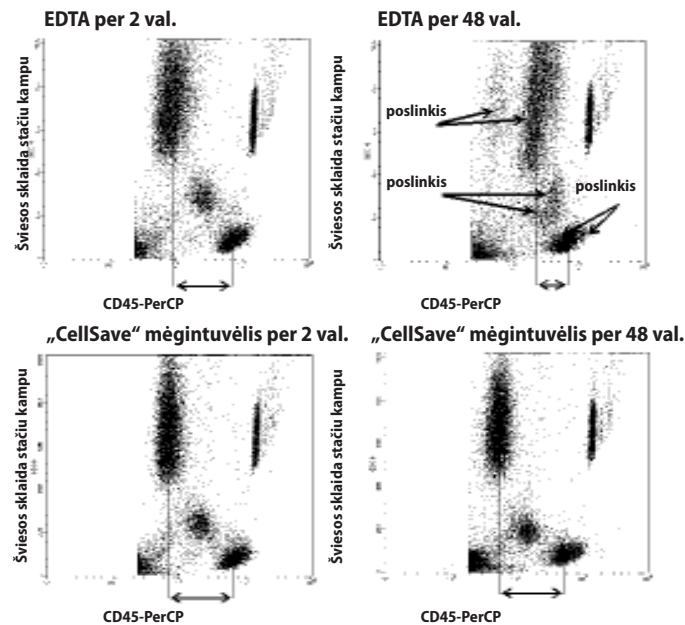 EDTA per 2 val.
Šviesos sklaida stačiu kampu
CD45-PerCP
EDTA per 48 val.
Šviesos sklaida stačiu kampu
poslinkis
poslinkis
poslinkis
CD45-PerCP
„CellSave“ mėgintuvėlis per 2 val.
Šviesos sklaida stačiu kampu
CD45-PerCP
„CellSave“ mėgintuvėlis per 48 val.
Šviesos sklaida stačiu kampu
CD45-PerCP